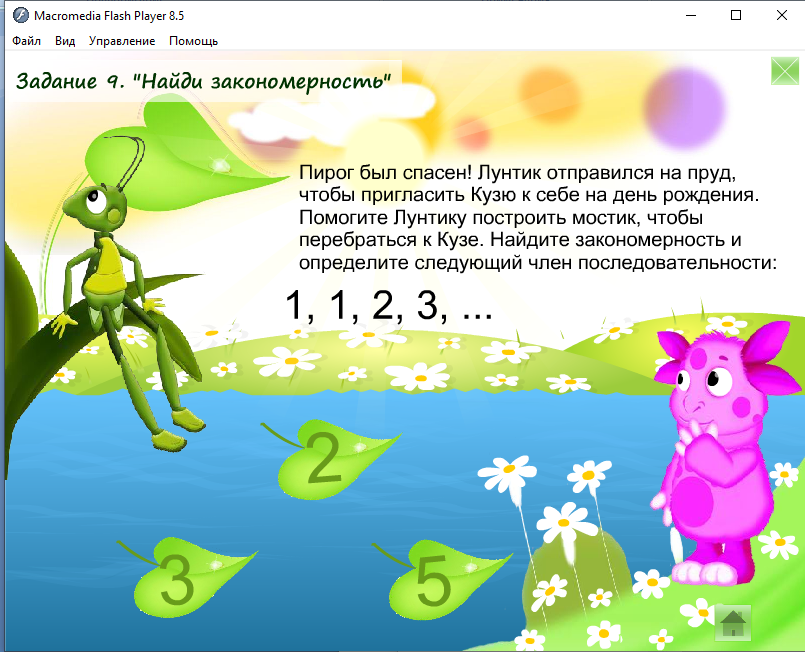 Macromedia Flash Player 8.5
Файл Вид Управление Помощь
Задание 9. "Найди закономерность"
Пирог был спасен! Лунтик отправился на пруд,
чтобы пригласить Кузю к себе на день рождения.
Помогите Лунтику построить мостик, чтобы
перебраться к Кузе. Найдите закономерность и
определите следующий член последовательности:
1, 1, 2, 3, ...
2
3
5